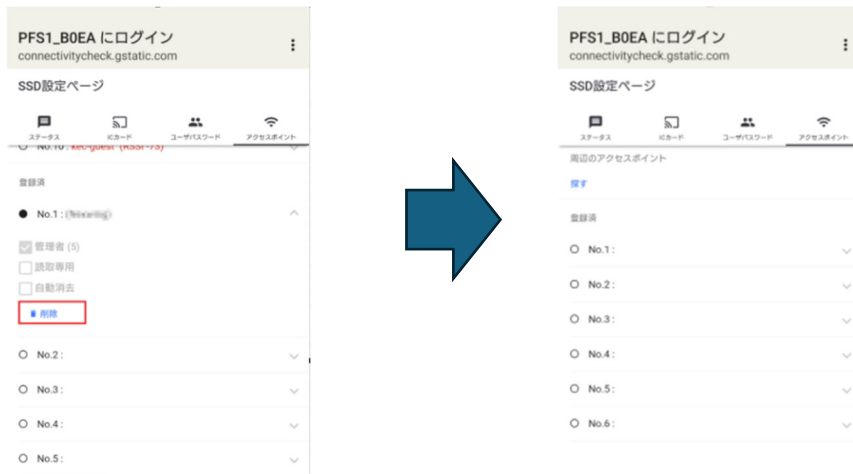 PFS1_B0EA にログイン
connectivitycheck.gstatic.com
SSD設定ページ
ステータス
ICカード
ユーザパスワード
アクセスポイント
No.10 : kec-guest (RSSI-73)
登録済
No.1 :
管理者 (5)
読取専用
自動消去
削除
No.2 :
No.3 :
No.4 :
No.5 :
PFS1_B0EA にログイン
connectivitycheck.gstatic.com
SSD設定ページ
ステータス
ICカード
ユーザパスワード
アクセスポイント
周辺のアクセスポイント
探す
登録済
No.1 :
No.2 :
No.3 :
No.4 :
No.5 :
No.6 :